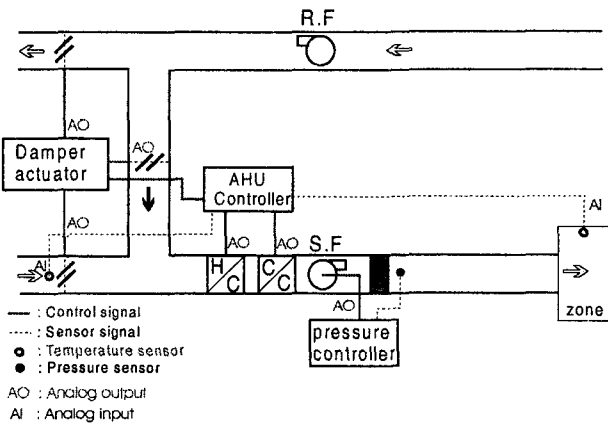 R.F
AO
AO
Damper
actuator
AHU
Controller
AO
AI
AI
AO
AO
S.F
H
C
C
C
AO
zone
pressure
controller
— : Control signal
----- : Sensor signal
: Temperature sensor
: Pressure sensor
AO : Analog output
AI : Analog input